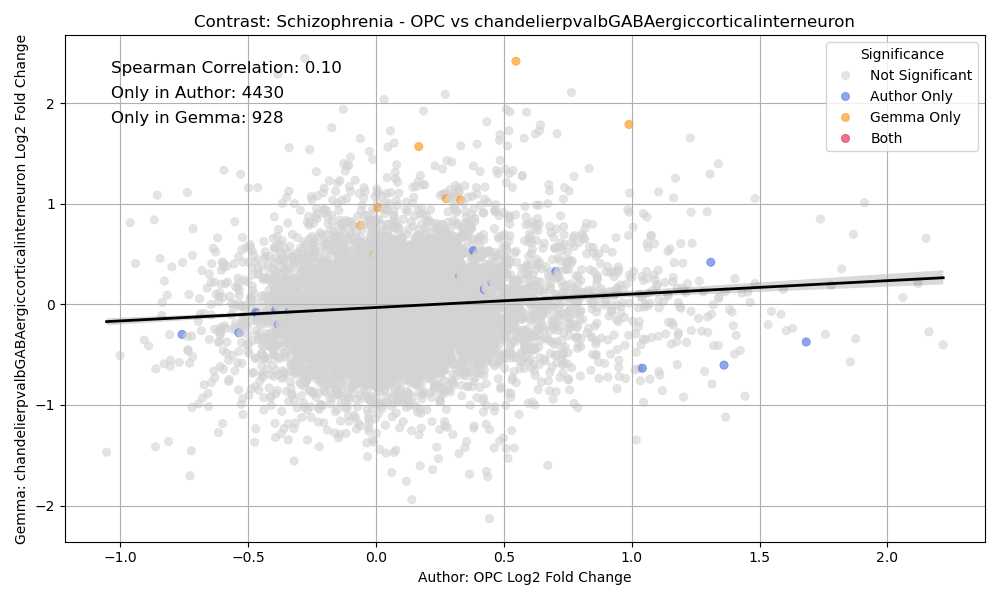 Contrast: Schizophrenia - OPC vs chandelierpvalbGABAergiccorticalinterneuron
Spearman Correlation: 0.10
Only in Author: 4430
Only in Gemma: 928
Significance
Not Significant
Author Only
Gemma Only
Both
Gemma: chandelierpvalbGABAergiccorticalinterneuron Log2 Fold Change
2
1
0
−1
−2
−1.0 −0.5 0.0 0.5 1.0 1.5 2.0
Author: OPC Log2 Fold Change